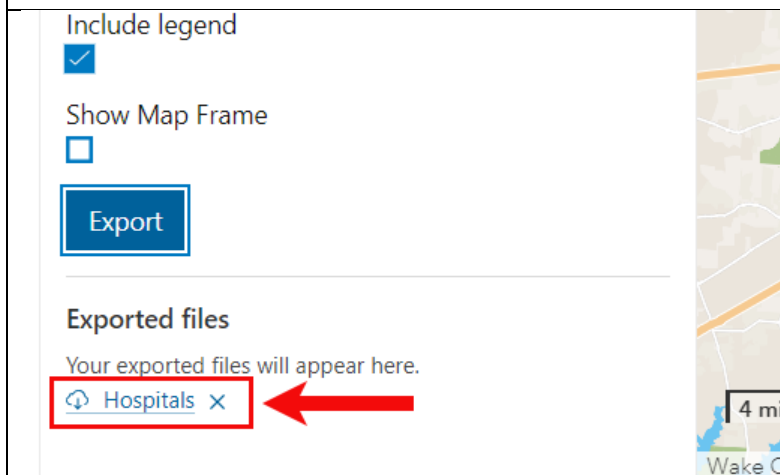 Include legend
Show Map Frame
Export
Exported files
Your exported files will appear here.
Hospitals
4 mi
Wake